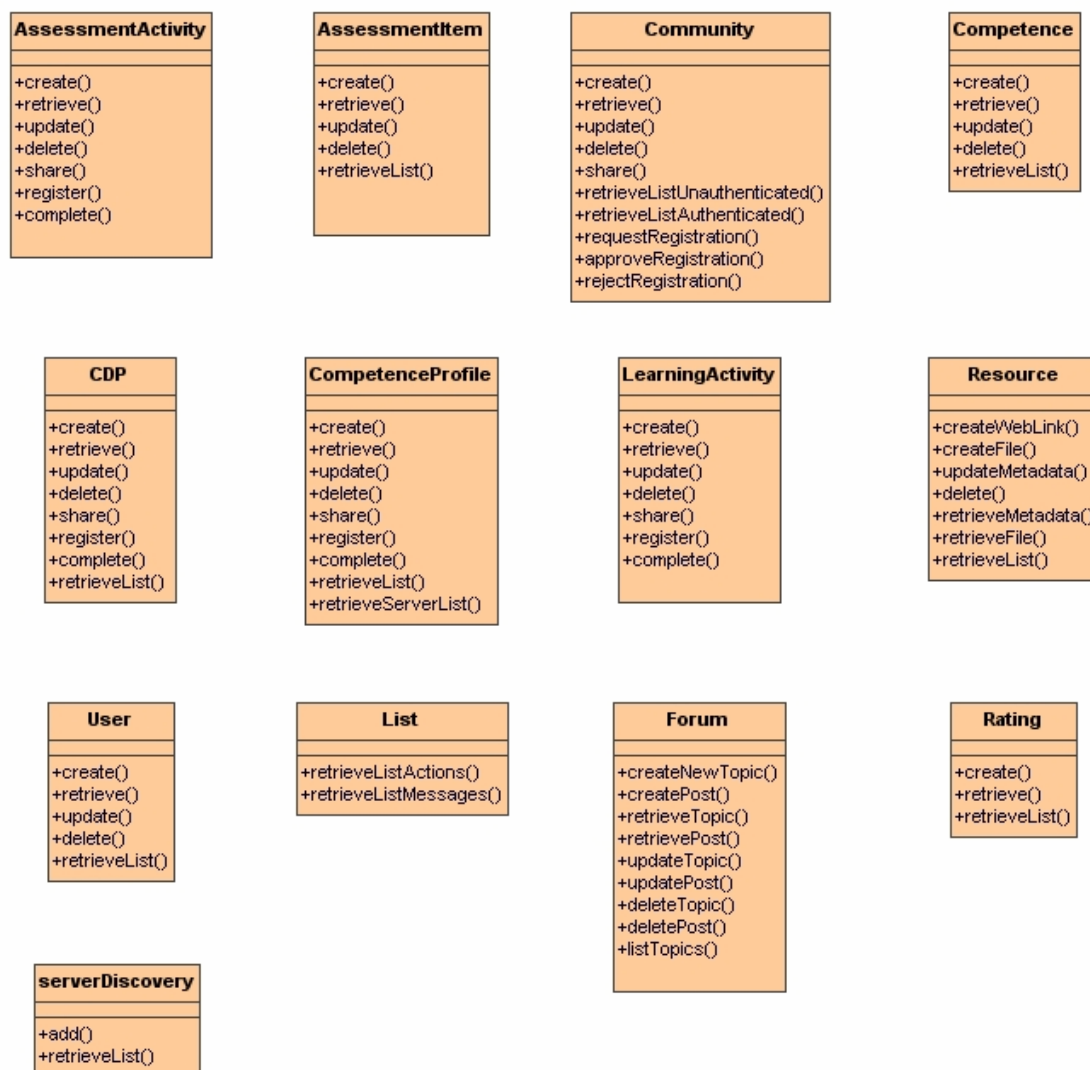 AssessmentActivity
+create()
+retrieve()
+update()
+delete()
+share()
+register()
+complete()
AssessmentItem
+create()
+retrieve()
+update()
+delete()
+retrieveList()
Community
+create()
+retrieve()
+update()
+delete()
+share()
+retrieveListUnauthenticated()
+retrieveListAuthenticated()
+requestRegistration()
+approveRegistration()
+rejectRegistration()
Competence
+create()
+retrieve()
+update()
+delete()
+retrieveList()
CDP
+create()
+retrieve()
+update()
+delete()
+share()
+register()
+complete()
+retrieveList()
CompetenceProfile
+create()
+retrieve()
+update()
+delete()
+share()
+register()
+complete()
+retrieveList()
+retrieveServerList()
LearningActivity
+create()
+retrieve()
+update()
+delete()
+share()
+register()
+complete()
Resource
+createWebLink()
+createFile()
+updateMetadata()
+delete()
+retrieveMetadata()
+retrieveFile()
+retrieveList()
User
+create()
+retrieve()
+update()
+delete()
+retrieveList()
List
+retrieveListActions()
+retrieveListMessages()
Forum
+createNewTopic()
+createPost()
+retrieveTopic()
+retrievePost()
+updateTopic()
+updatePost()
+deleteTopic()
+deletePost()
+listTopics()
Rating
+create()
+retrieve()
+retrieveList()
serverDiscovery
+add()
+retrieveList()